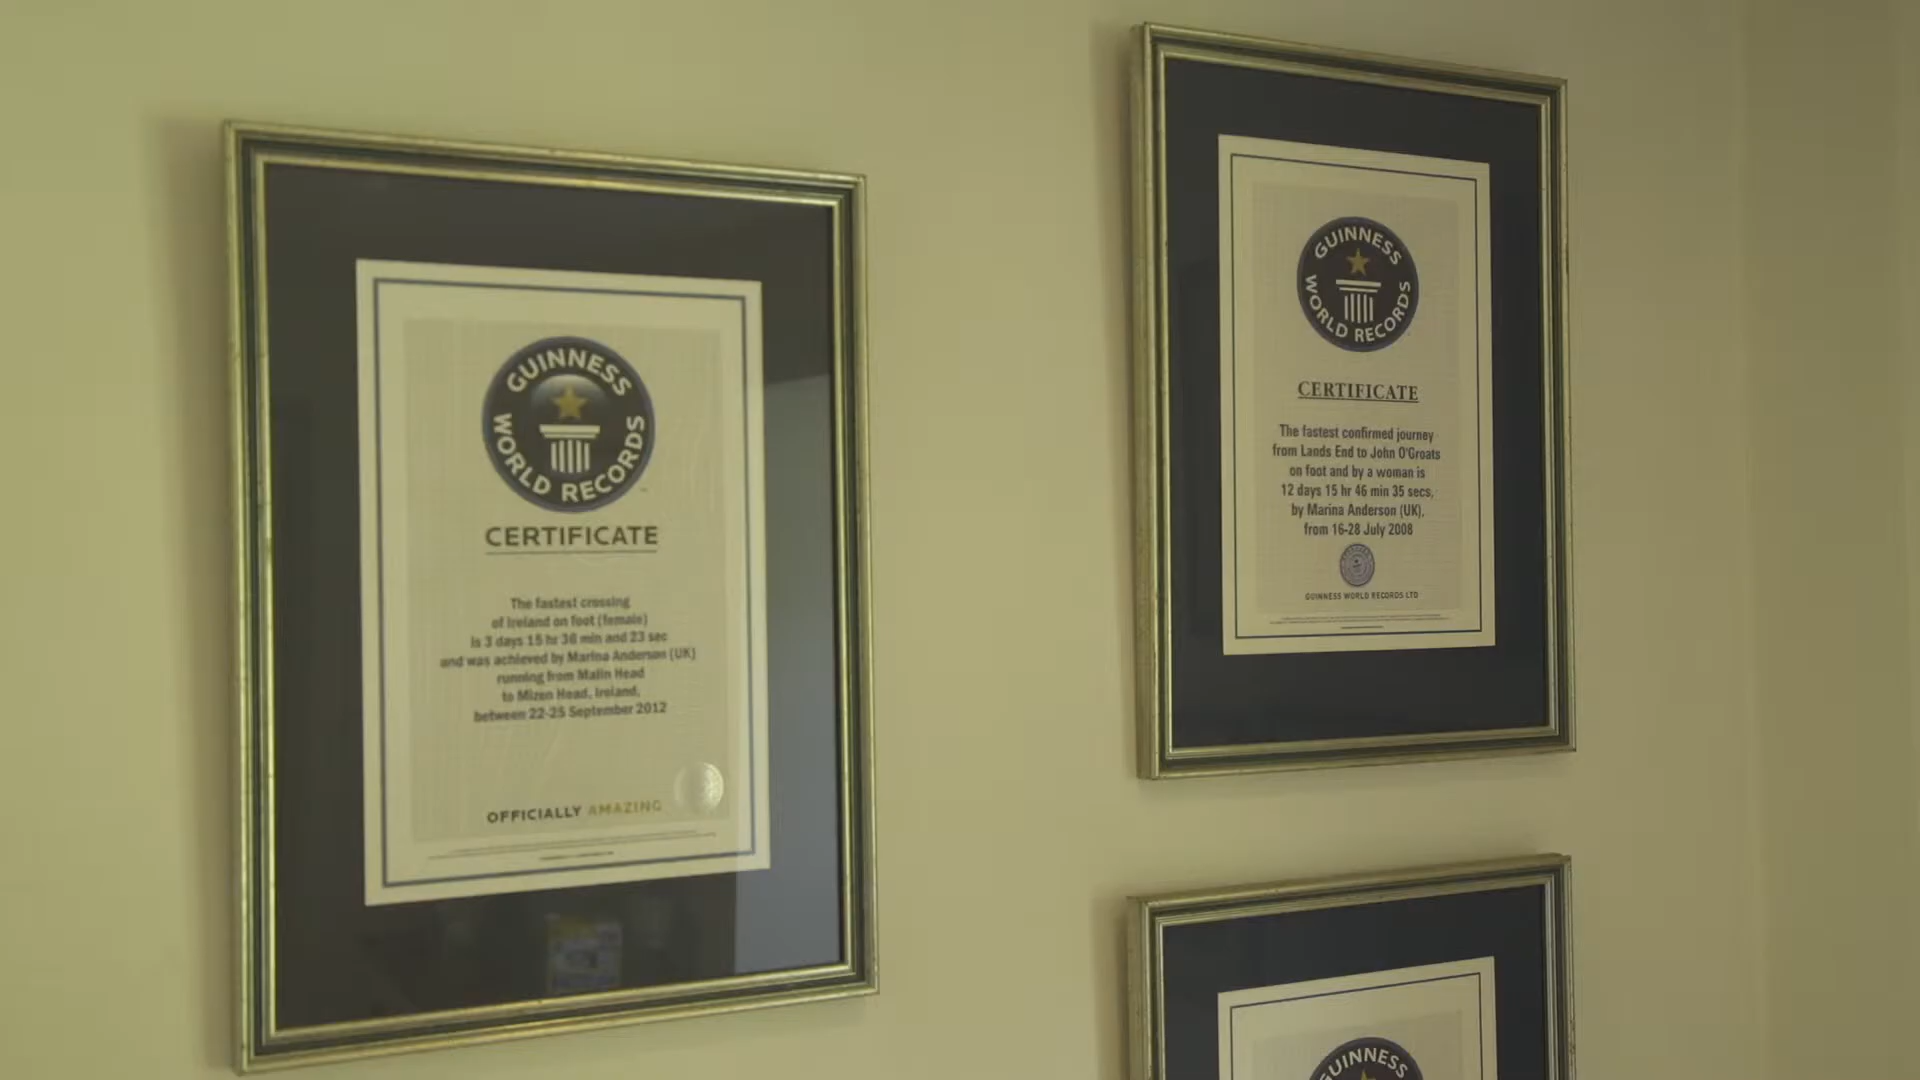 GUINNESS
WORLD RECORDS
CERTIFICATE
The fastest crossing
of Ireland on foot (female)
is 3 days 15 hr 36 min and 23 sec
and was achieved by Marina Anderson (UK)
running from Malin Head
to Mizen Head, Ireland,
between 22-25 September 2012
OFFICIALLY AMAZING
GUINNESS
WORLD RECORDS
CERTIFICATE
The fastest confirmed journey
from Lands End to John O'Groats
on foot and by a woman is
12 days 15 hr 46 min 35 secs,
by Marina Anderson (UK),
from 16-28 July 2008
GUINNESS WORLD RECORDS LTD
GUINNESS